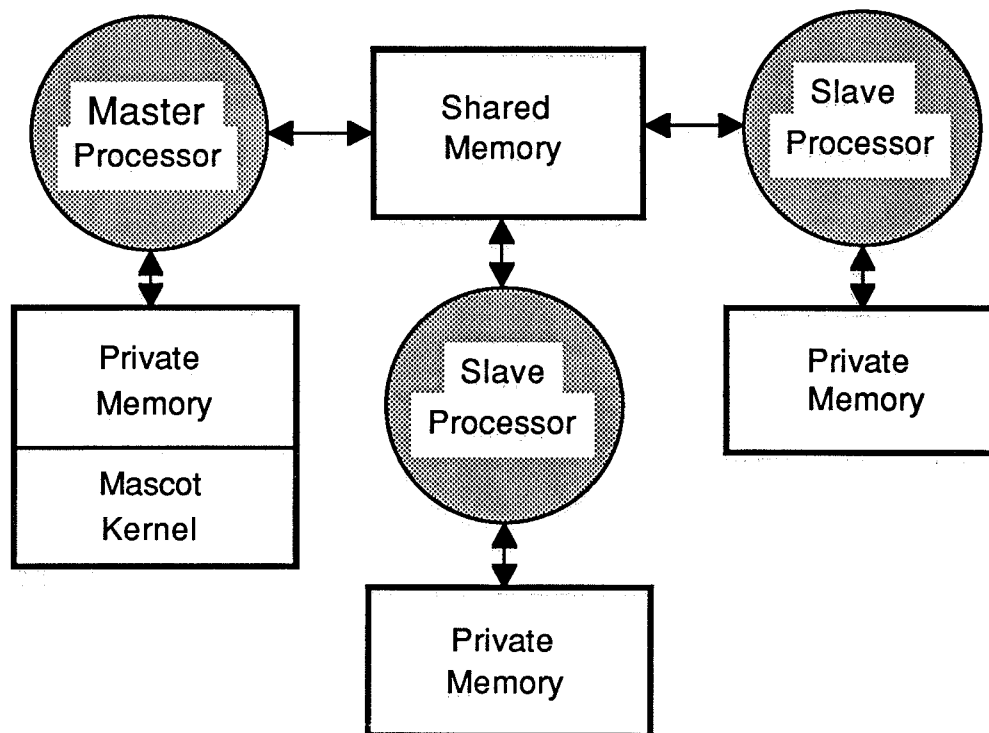 Master
Processor
Shared
Memory
Slave
Processor
Private
Memory
Mascot
Kernel
Slave
Processor
Private
Memory
Private
Memory